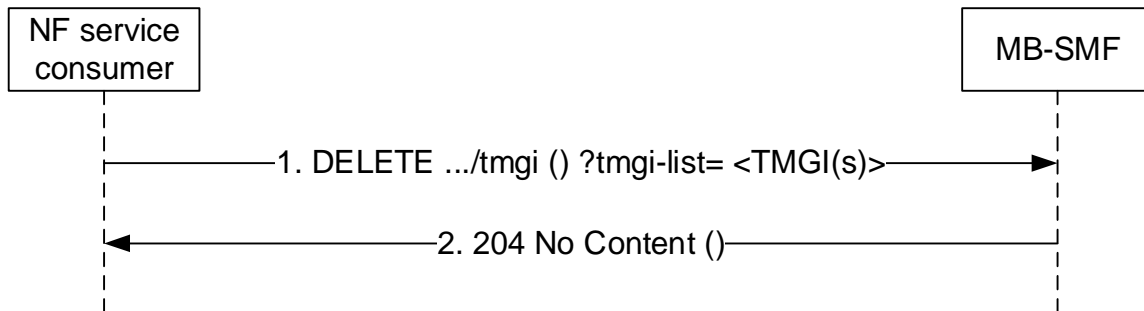 NF service
consumer
MB-SMF
1. DELETE .../tmgi () ?tmgi-list= <TMGI(s)>
2. 204 No Content ()